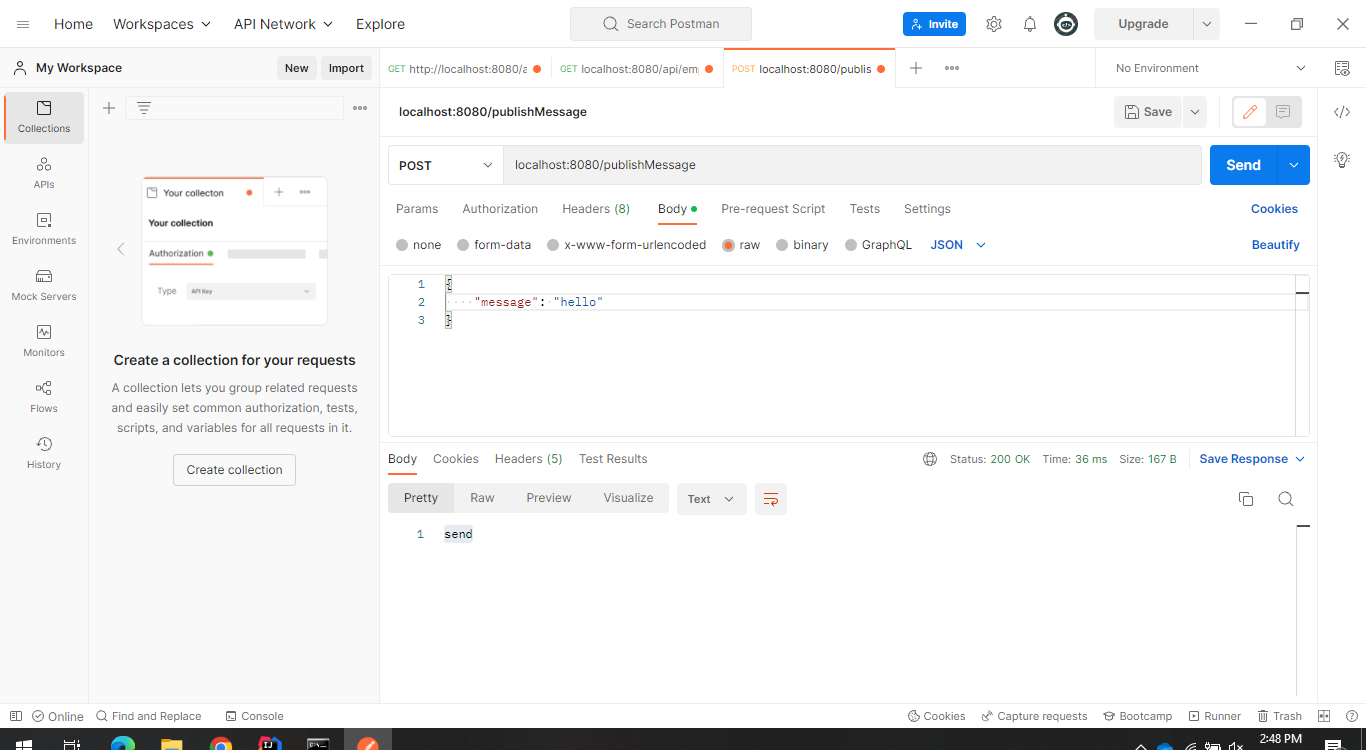 Home Workspaces API Network Explore Search Postman Invite Upgrade
My Workspace New Import GET http://localhost:8080/a GET localhost:8080/api/em POST localhost:8080/publis No Environment
Collections
APIs
Environments
Mock Servers
Monitors
Flows
History
Your collecton
Your collection
Authorization
Type API Key
Create a collection for your requests
A collection lets you group related requests
and easily set common authorization, tests,
scripts, and variables for all requests in it.
Create collection
localhost:8080/publishMessage Save
POST localhost:8080/publishMessage Send
Params Authorization Headers (8) Body Pre-request Script Tests Settings Cookies
none form-data x-www-form-urlencoded raw binary GraphQL JSON Beautify
1 {
2 "message": "hello"
3 }
Body Cookies Headers (5) Test Results Status: 200 OK Time: 36 ms Size: 167 B Save Response
Pretty Raw Preview Visualize Text
1 send
Online Find and Replace Console Cookies Capture requests Bootcamp Runner Trash
2:48 PM